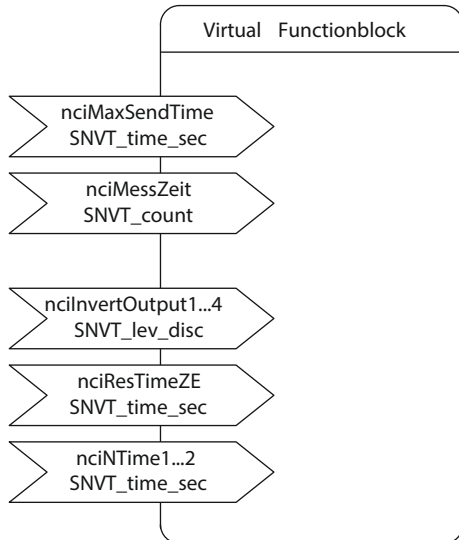 Virtual Functionblock
nciMaxSendTime
SNVT_time_sec
nciMessZeit
SNVT_count
nciInvertOutput1...4
SNVT_lev_disc
nciResTimeZE
SNVT_time_sec
nciNTime1...2
SNVT_time_sec